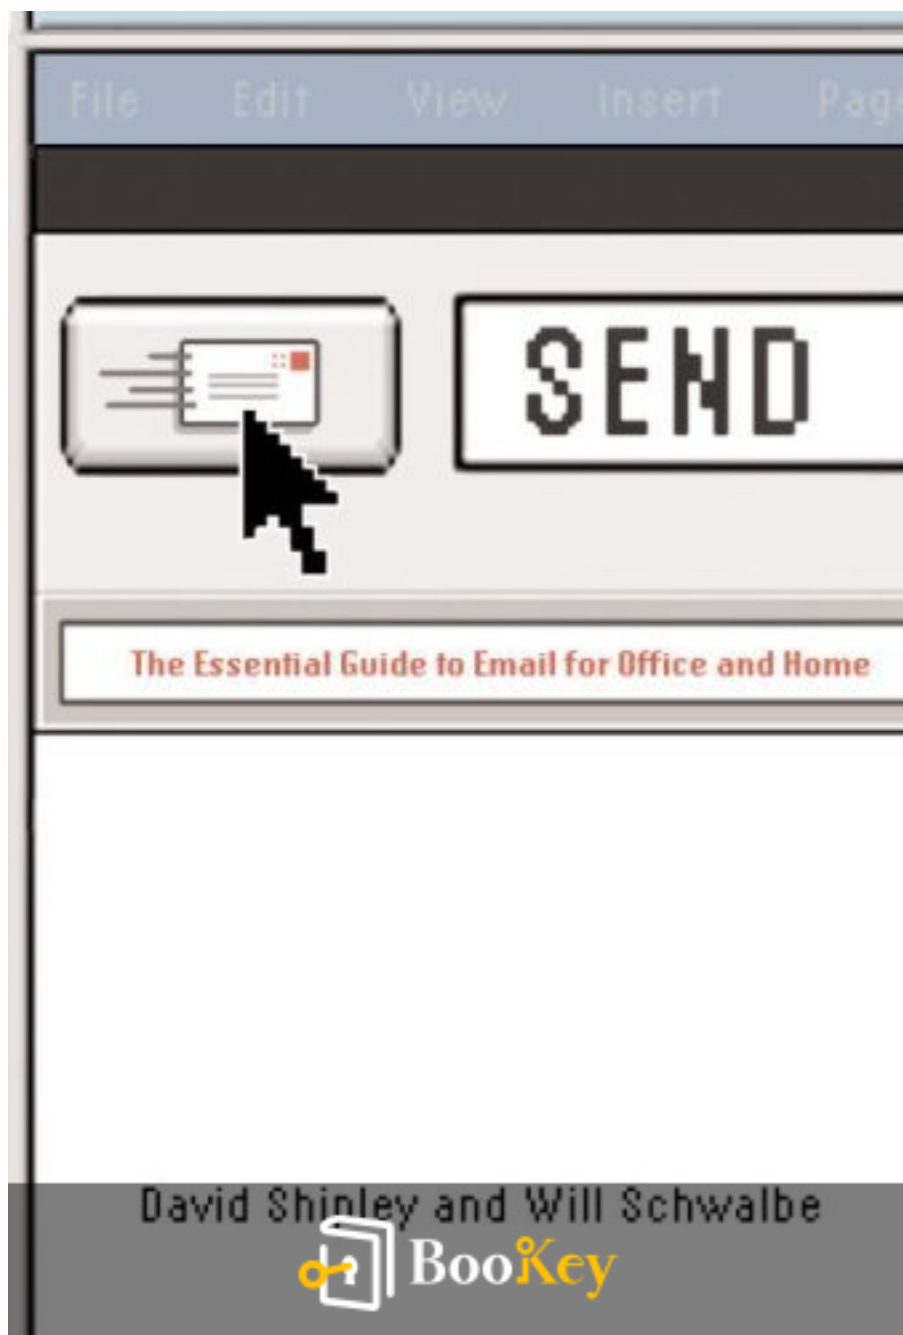 File Edit View Insert Page
SEND
The Essential Guide to Email for Office and Home
David Shipley and Will Schwalbe
BooKey